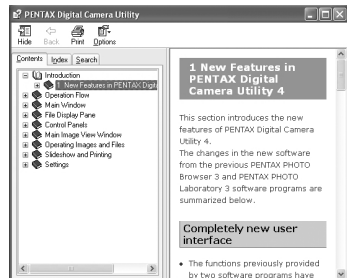 PENTAX Digital Camera Utility
Hide Back Print Options
Contents Index Search
Introduction
1 New Features in PENTAX Digit
Operation Flow
Main Window
File Display Pane
Control Panels
Main Image View Window
Operating Images and Files
Slideshow and Printing
Settings
1 New Features in
PENTAX Digital
Camera Utility 4
This section introduces the new
features of PENTAX Digital Camera
Utility 4.
The changes in the new software
from the previous PENTAX PHOTO
Browser 3 and PENTAX PHOTO
Laboratory 3 software programs are
summarized below.
Completely new user
interface
• The functions previously provided
by two software programs have